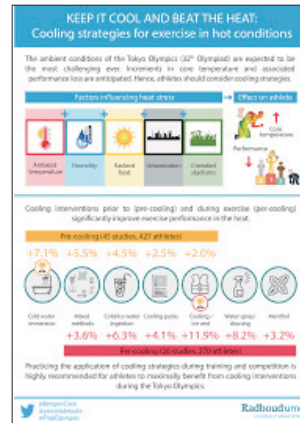 KEEP IT COOL AND BEAT THE HEAT:
Cooling strategies for exercise in hot conditions
The ambient conditions of the Tokyo Olympics (32th Olympiad) are expected to be
the most challenging ever. Increments in core temperature and associated
performance loss are anticipated. Hence, athletes should consider cooling strategies.
Factors influencing heat stress
Effect on athlete
Core
temperature
Performance
Ambient
temperature
Humidity
Radiant
heat
Urbanization
Crowded
stadiums
Cooling interventions prior to (pre-cooling) and during exercise (per-cooling)
significantly improve exercise performance in the heat.
Pre-cooling (45 studies, 427 athletes)
+7.1% +5.5% +4.5% +2.5% +2.0%
Cold water
immersion
Mixed
methods
Cold/ice water
ingestion
Cooling packs
Cooling/
ice vest
Water spray/
dousing
Menthol
+3.6% +6.3% +4.1% +11.9% +8.2% +3.2%
Per-cooling (26 studies, 270 athletes)
Practicing the application of cooling strategies during training and competition is
highly recommended for athletes to maximally benefit from cooling interventions
during the Tokyo Olympics.
Radboudumc